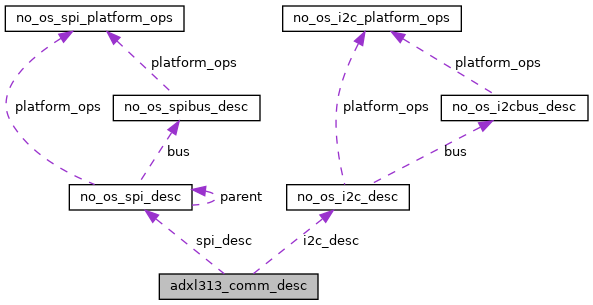 no_os_spi_platform_ops
no_os_i2c_platform_ops
platform_ops
platform_ops
platform_ops
no_os_spibus_desc
platform_ops
no_os_i2cbus_desc
bus
bus
no_os_spi_desc
parent
no_os_i2c_desc
spi_desc
i2c_desc
adxl313_comm_desc